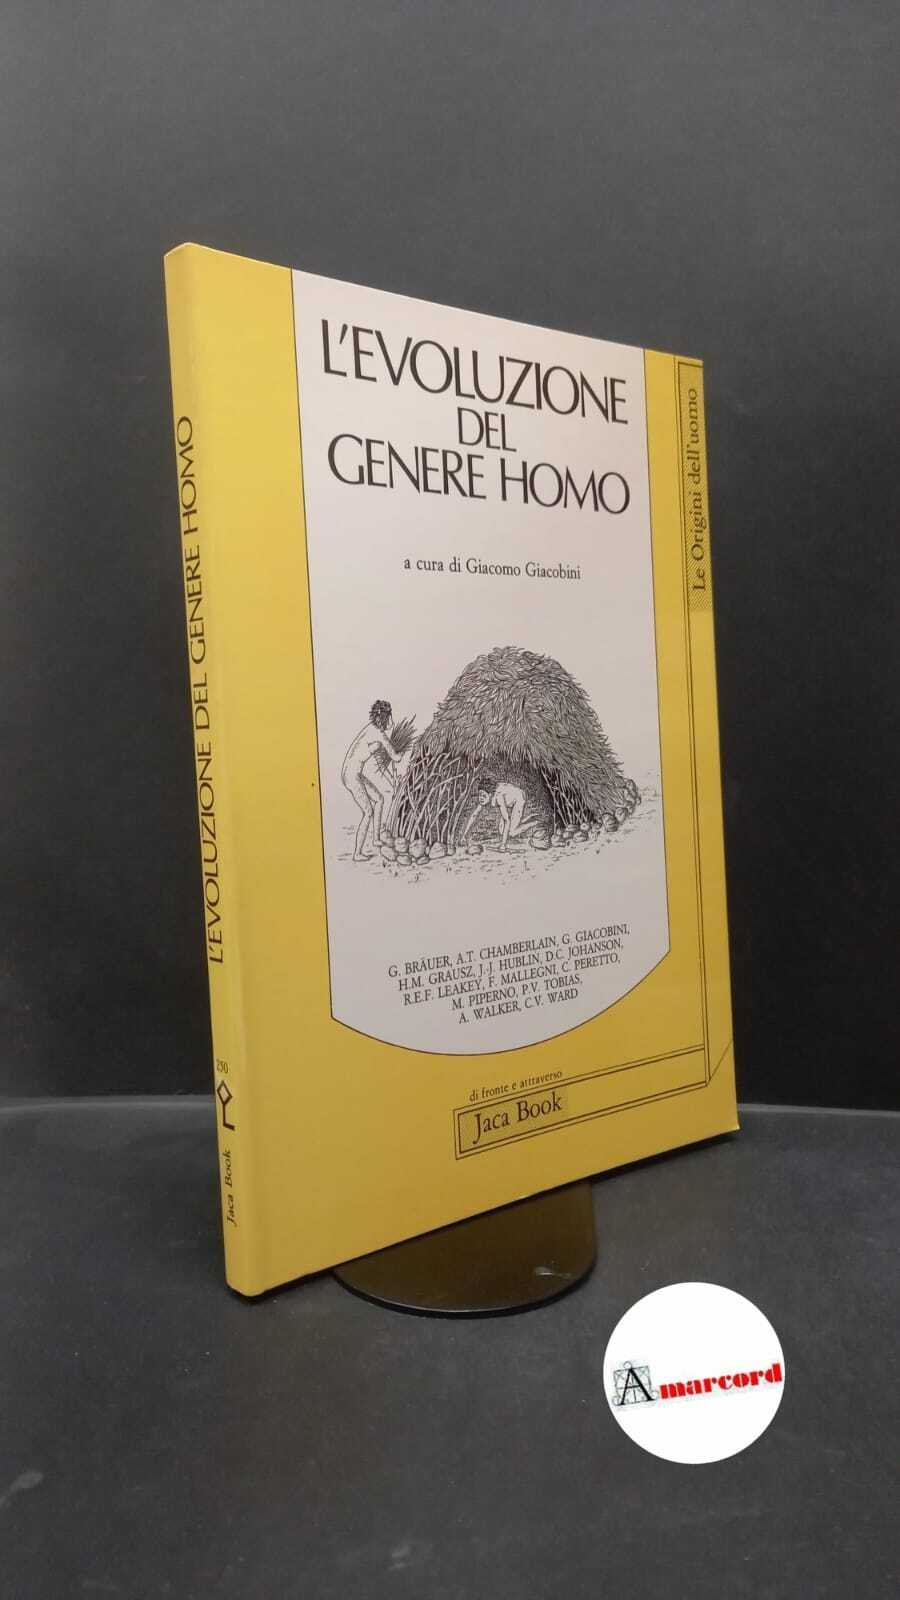 L'EVOLUZIONE
DEL
GENERE HOMO
a cura di Giacomo Giacobini
G. BRÄUER, A.T. CHAMBERLAIN, G. GIACOBINI,
H.M. GRAUSZ, J.-J. HUBLIN, D.C. JOHANSON,
R.E.F. LEAKEY, F. MALLEGNI, C. PERETTO,
M. PIPERNO, P.V. TOBIAS,
A. WALKER, C.V. WARD
di fronte e attraverso
Jaca Book
Le Origini dell'uomo
L'EVOLUZIONE DEL GENERE HOMO
250
Jaca Book
Amarcord